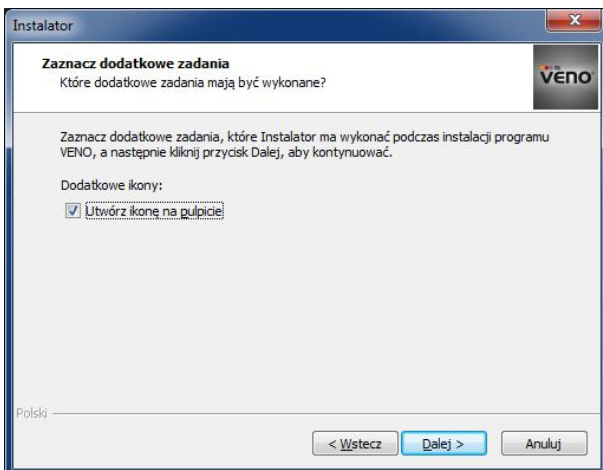 Instalator
Zaznacz dodatkowe zadania
Które dodatkowe zadania mają być wykonane?
vēno
Zaznacz dodatkowe zadania, które Instalator ma wykonać podczas instalacji programu
VENO, a następnie kliknij przycisk Dalej, aby kontynuować.
Dodatkowe ikony:
Utwórz ikonę na pulpicie
Polski
< Wstecz
Dalej >
Anuluj